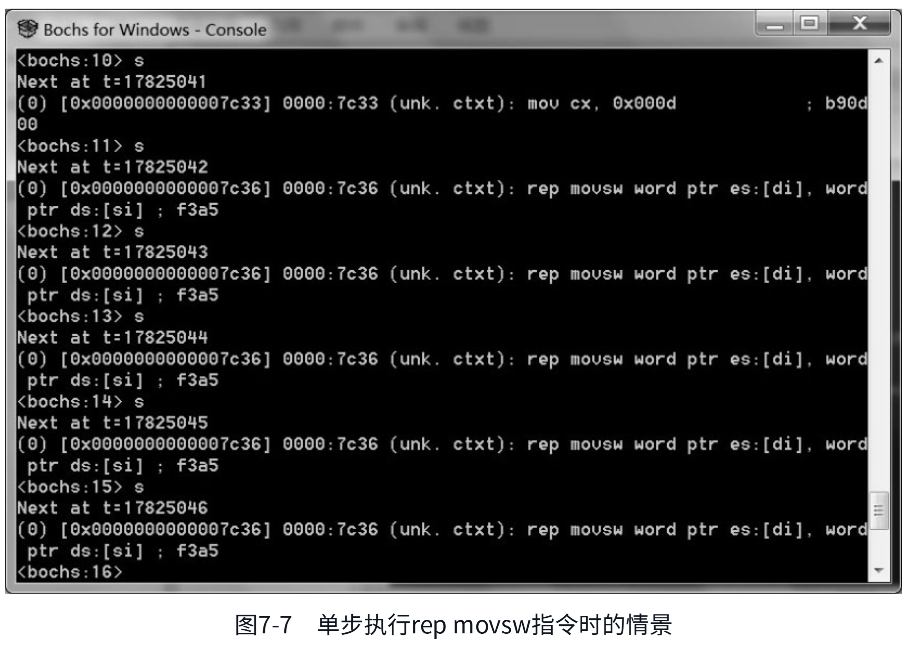 Bochs for Windows - Console
<bochs:10> s
Next at t=17825041
(0) [0x0000000000007c33] 0000:7c33 (unk. ctxt): mov cx, 0x000d                ; b90d
00
<bochs:11> s
Next at t=17825042
(0) [0x0000000000007c36] 0000:7c36 (unk. ctxt): rep movsw word ptr es:[di], word
 ptr ds:[si] ; f3a5
<bochs:12> s
Next at t=17825043
(0) [0x0000000000007c36] 0000:7c36 (unk. ctxt): rep movsw word ptr es:[di], word
 ptr ds:[si] ; f3a5
<bochs:13> s
Next at t=17825044
(0) [0x0000000000007c36] 0000:7c36 (unk. ctxt): rep movsw word ptr es:[di], word
 ptr ds:[si] ; f3a5
<bochs:14> s
Next at t=17825045
(0) [0x0000000000007c36] 0000:7c36 (unk. ctxt): rep movsw word ptr es:[di], word
 ptr ds:[si] ; f3a5
<bochs:15> s
Next at t=17825046
(0) [0x0000000000007c36] 0000:7c36 (unk. ctxt): rep movsw word ptr es:[di], word
 ptr ds:[si] ; f3a5
<bochs:16>
图7-7 单步执行rep movsw指令时的情景